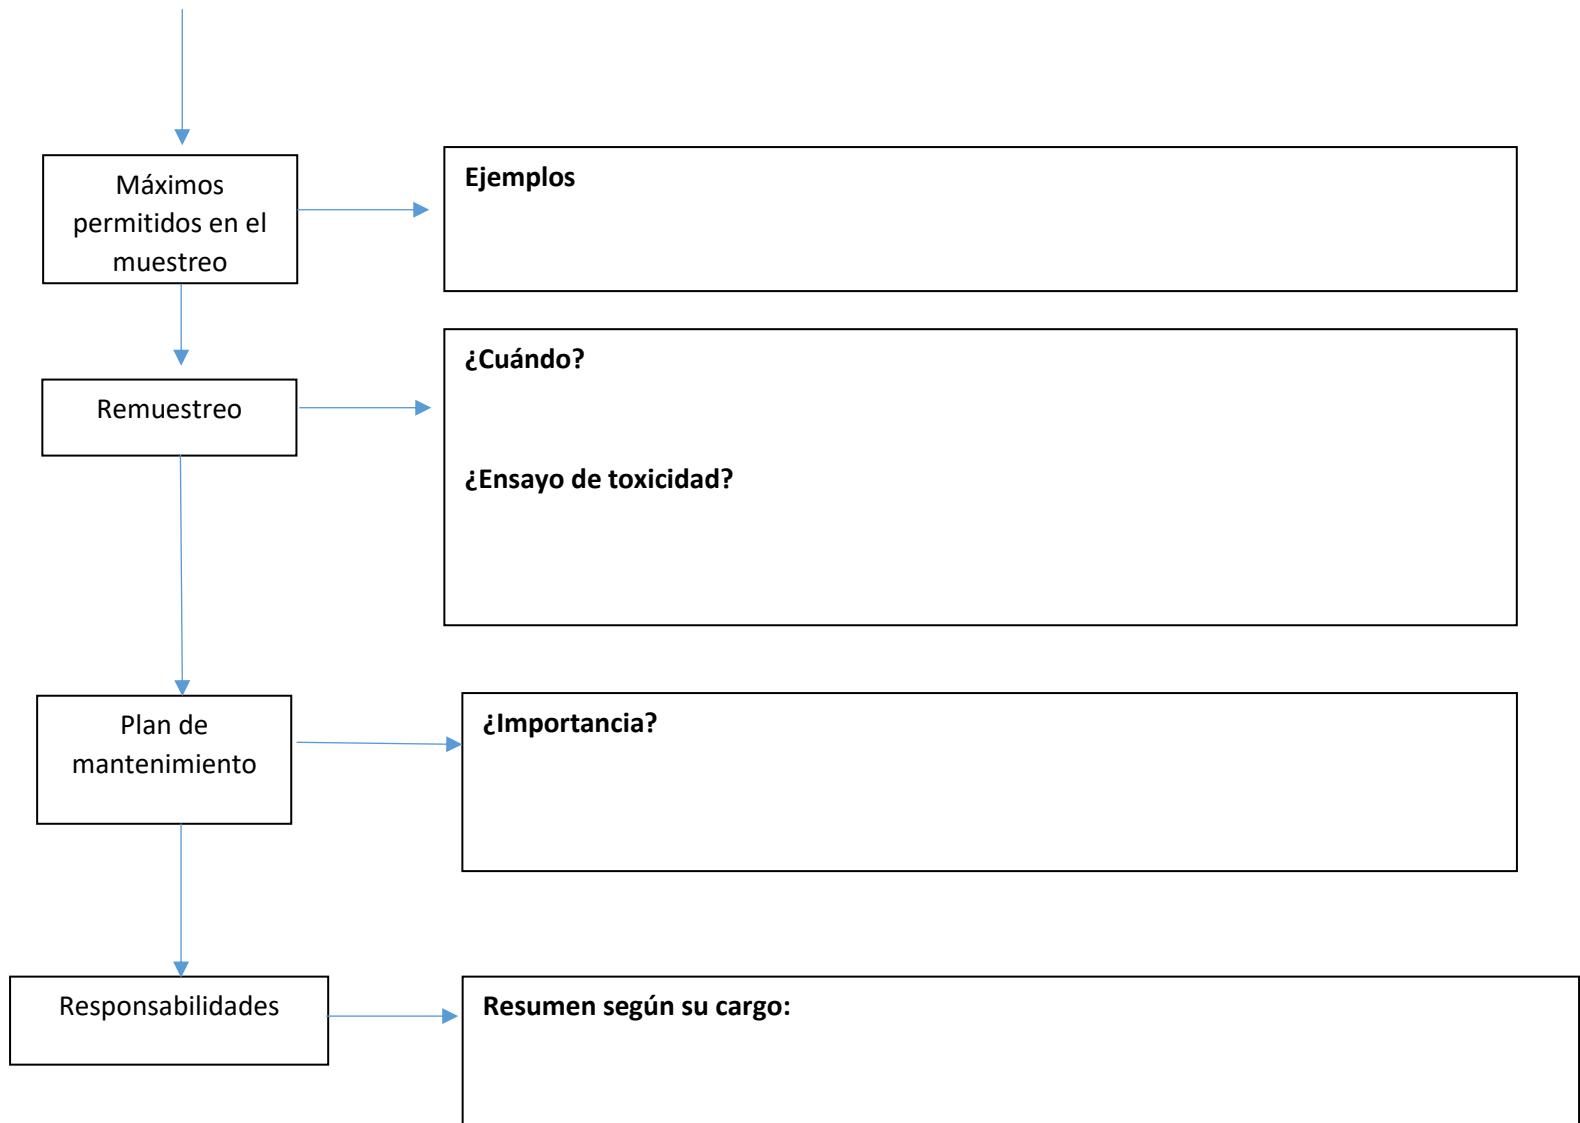 Máximos
permitidos en el
muestreo
Ejemplos
Remuestreo
¿Cuándo?
¿Ensayo de toxicidad?
Plan de
mantenimiento
¿Importancia?
Responsabilidades
Resumen según su cargo: